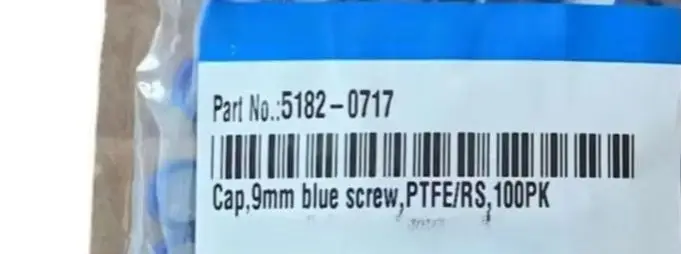 Part No.:5182-0717
Cap,9mm blue screw,PTFE/RS,100PK